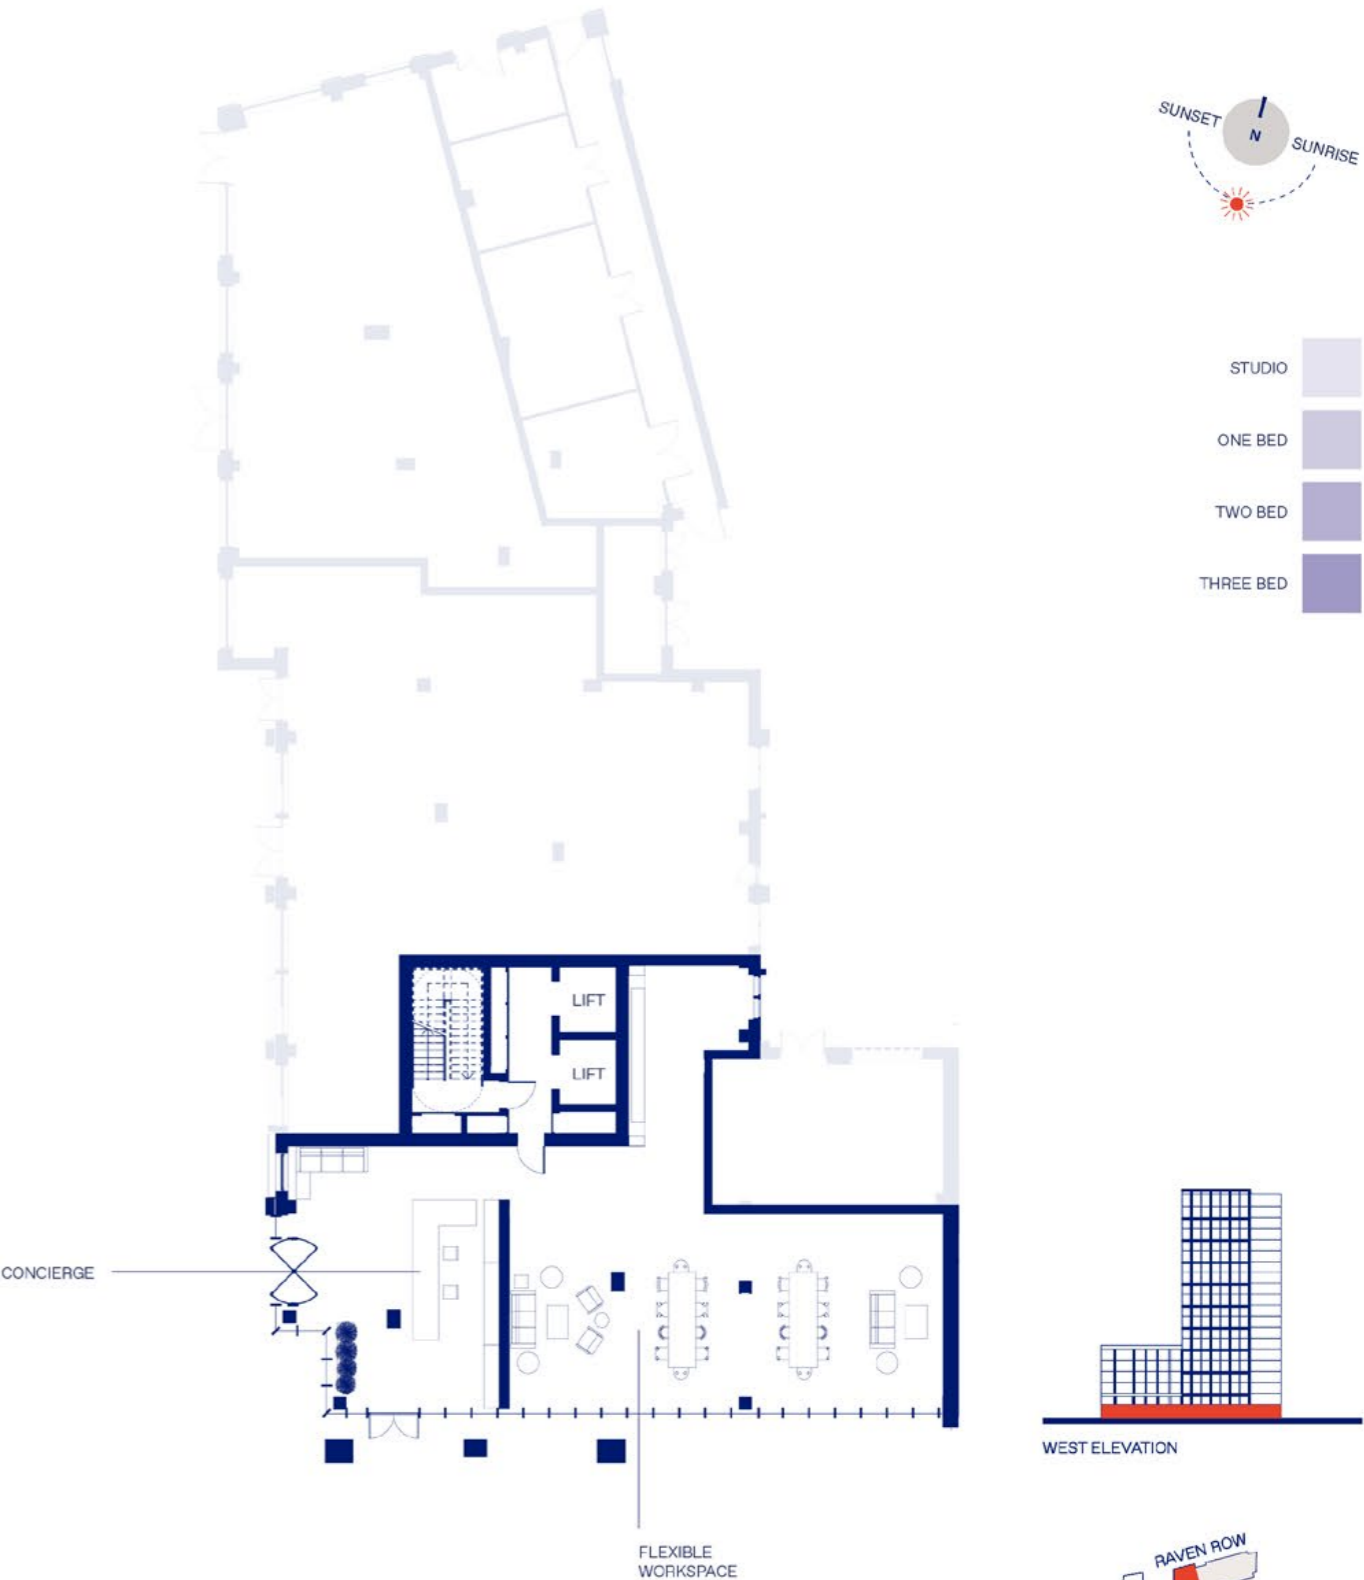 SUNSET
N
SUNRISE
STUDIO
ONE BED
TWO BED
THREE BED
LIFT
LIFT
CONCIERGE
WEST ELEVATION
FLEXIBLE
WORKSPACE
RAVEN ROW